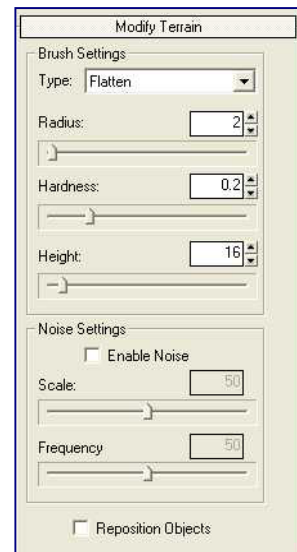 Modify Terrain
Brush Settings
Type: Flatten
Radius: 2
Hardness: 0.2
Height: 16
Noise Settings
Enable Noise
Scale: 50
Frequency 50
Reposition Objects